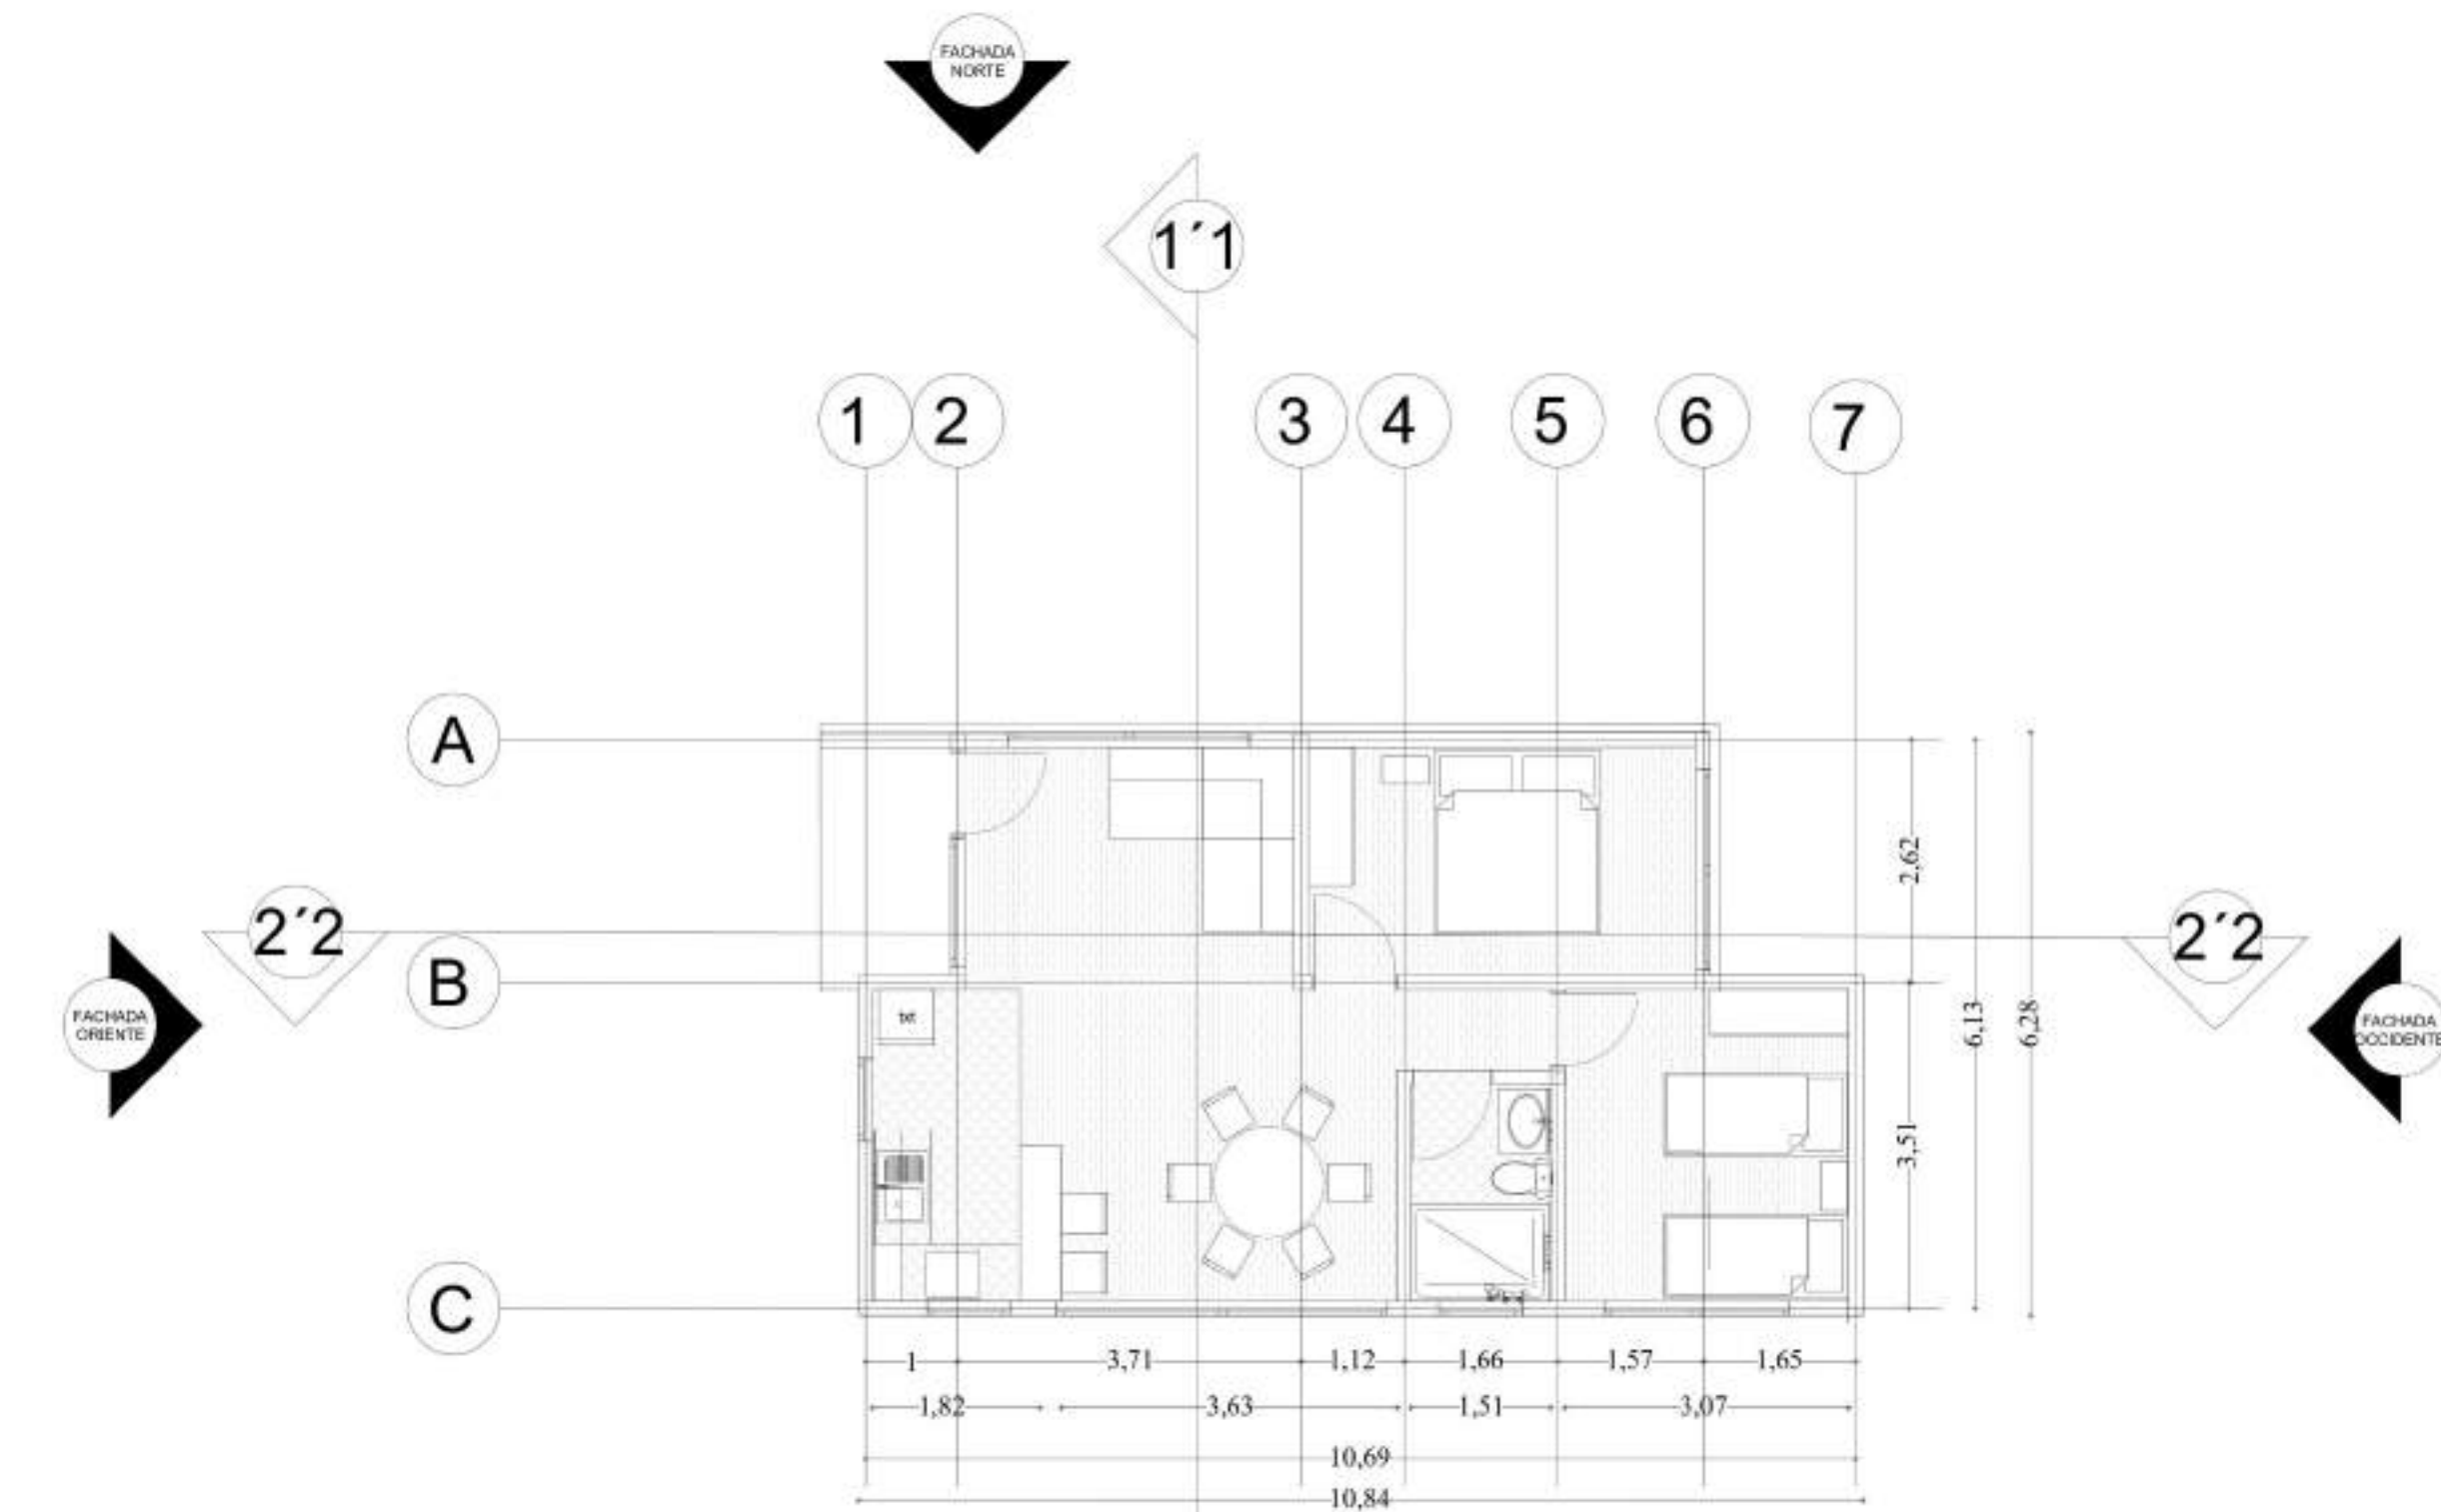 FACHADA
NORTE
1´1
1 2 3 4 5 6 7
A
2,62
2´2 2´2
B
FACHADA
ORIENTE
txt
6,13 6,28
FACHADA
OCCIDENTE
3,51
C
1 3,71 1,12 1,66 1,57 1,65
1,82 3,63 1,51 3,07
10,69
10,84